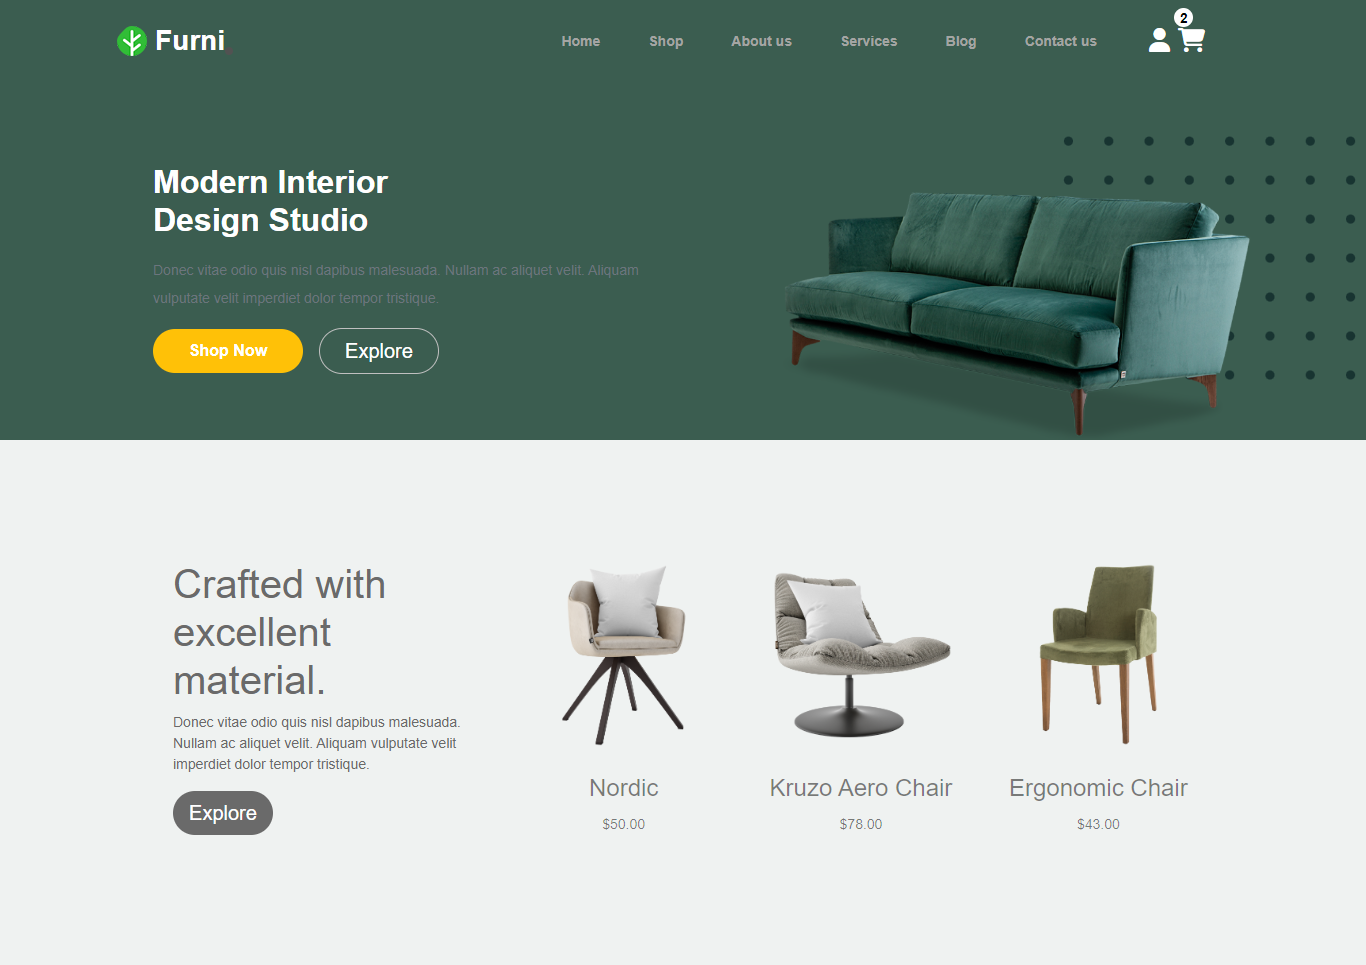 Furni
Home Shop About us Services Blog Contact us
2
Modern Interior
Design Studio
Donec vitae odio quis nisl dapibus malesuada. Nullam ac aliquet velit. Aliquam
vulputate velit imperdiet dolor tempor tristique.
Shop Now Explore
Crafted with
excellent
material.
Donec vitae odio quis nisl dapibus malesuada.
Nullam ac aliquet velit. Aliquam vulputate velit
imperdiet dolor tempor tristique.
Explore
Nordic
$50.00
Kruzo Aero Chair
$78.00
Ergonomic Chair
$43.00